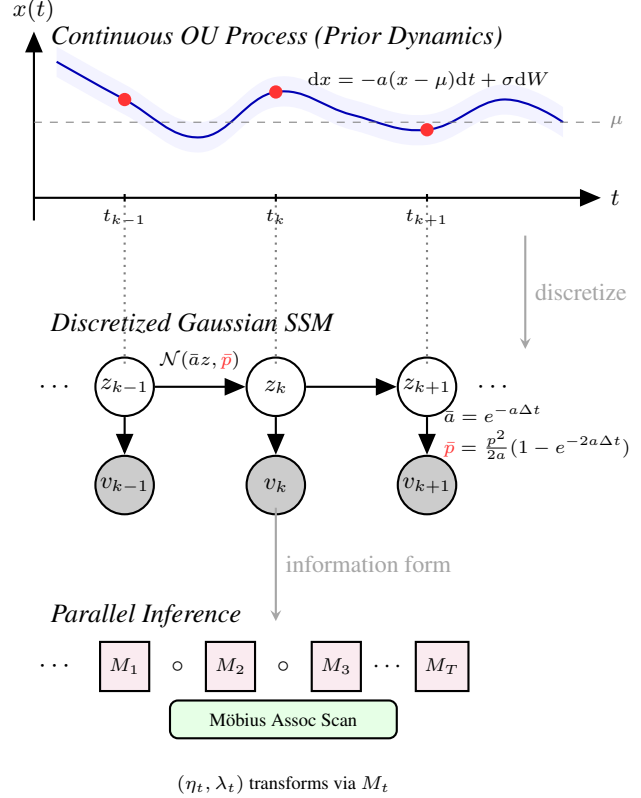 x(t)
Continuous OU Process (Prior Dynamics)
dx = −a(x − μ)dt + σdW
μ
t_{k−1} t_k t_{k+1} t
discretize
Discretized Gaussian SSM
𝒩(āz, p̄)
⋯ z_{k−1} z_k z_{k+1} ⋯
ā = e^{−aΔt}
p̄ = \frac{p^2}{2a}(1 − e^{−2aΔt})
v_{k−1} v_k v_{k+1}
information form
Parallel Inference
⋯ M_1 ∘ M_2 ∘ M_3 ⋯ M_T
Möbius Assoc Scan
(η_t, λ_t) transforms via M_t